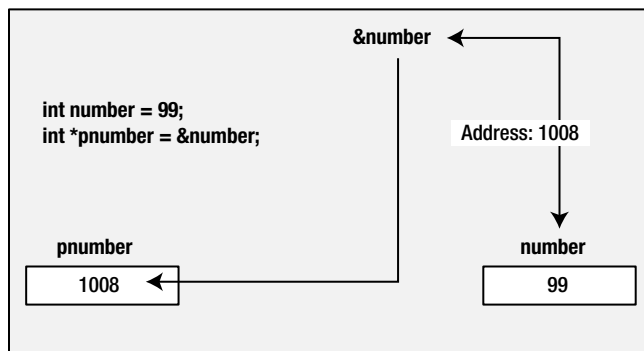 &number
int number = 99;
int *pnumber = &number;
Address: 1008
pnumber
number
1008
99